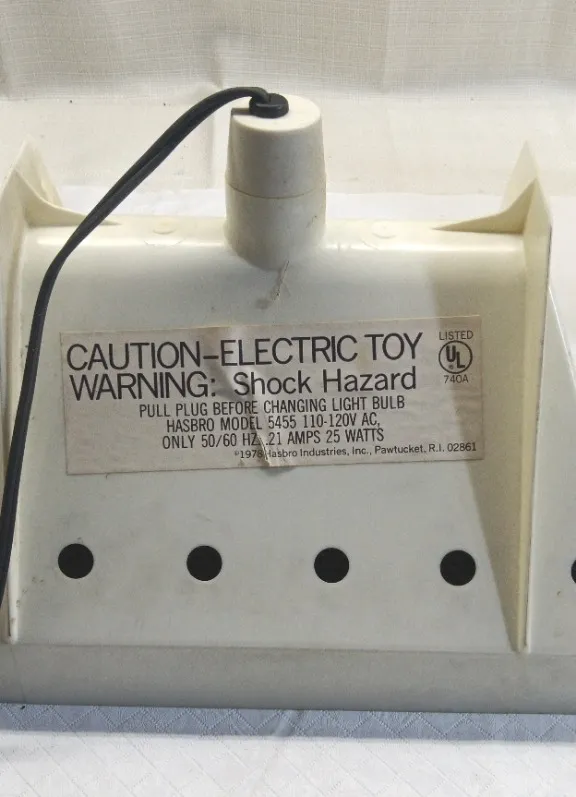 CAUTION-ELECTRIC TOY
WARNING: Shock Hazard
PULL PLUG BEFORE CHANGING LIGHT BULB
HASBRO MODEL 5455 110-120V AC,
ONLY 50/60 HZ, .21 AMPS 25 WATTS
©1978 Hasbro Industries, Inc., Pawtucket, R.I. 02861
LISTED
UL
740A